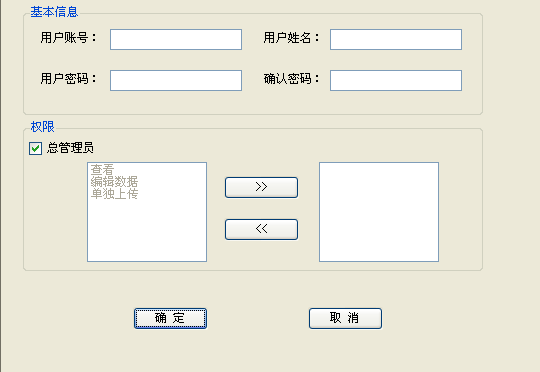 基本信息
用户账号： 用户姓名：
用户密码： 确认密码：
权限
总管理员
查看
编辑数据
单独上传
>>
<<
确 定 取 消